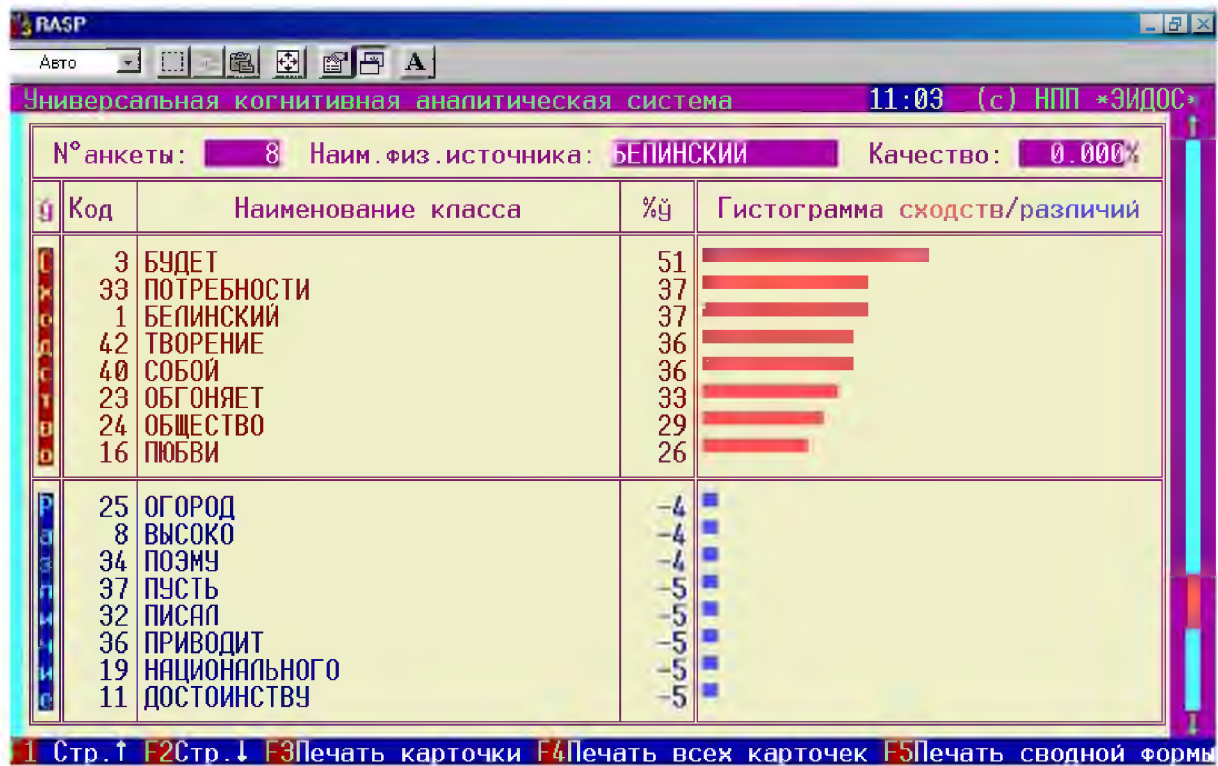 RASP
Авто
A
Универсальная когнитивная аналитическая система 11:03 (c) НПП *ЭЙДОС*
N°анкеты: 8 Наим.физ.источника: БЕЛИНСКИЙ Качество: 0.000%
ў Код Наименование класса %ў Гистограмма сходств/различий
Сходство
3 БУДЕТ 51
33 ПОТРЕБНОСТИ 37
1 БЕЛИНСКИЙ 37
42 ТВОРЕНИЕ 36
40 СОБОЙ 36
23 ОБГОНЯЕТ 33
24 ОБЩЕСТВО 29
16 ЛЮБВИ 26
Различие
25 ОГОРОД -4
8 ВЫСОКО -4
34 ПОЭМУ -4
37 ПУСТЬ -5
32 ПИСАЛ -5
36 ПРИВОДИТ -5
19 НАЦИОНАЛЬНОГО -5
11 ДОСТОИНСТВУ -5
1 Стр.↑ F2Стр.↓ F3Печать карточки F4Печать всех карточек F5Печать сводной формы